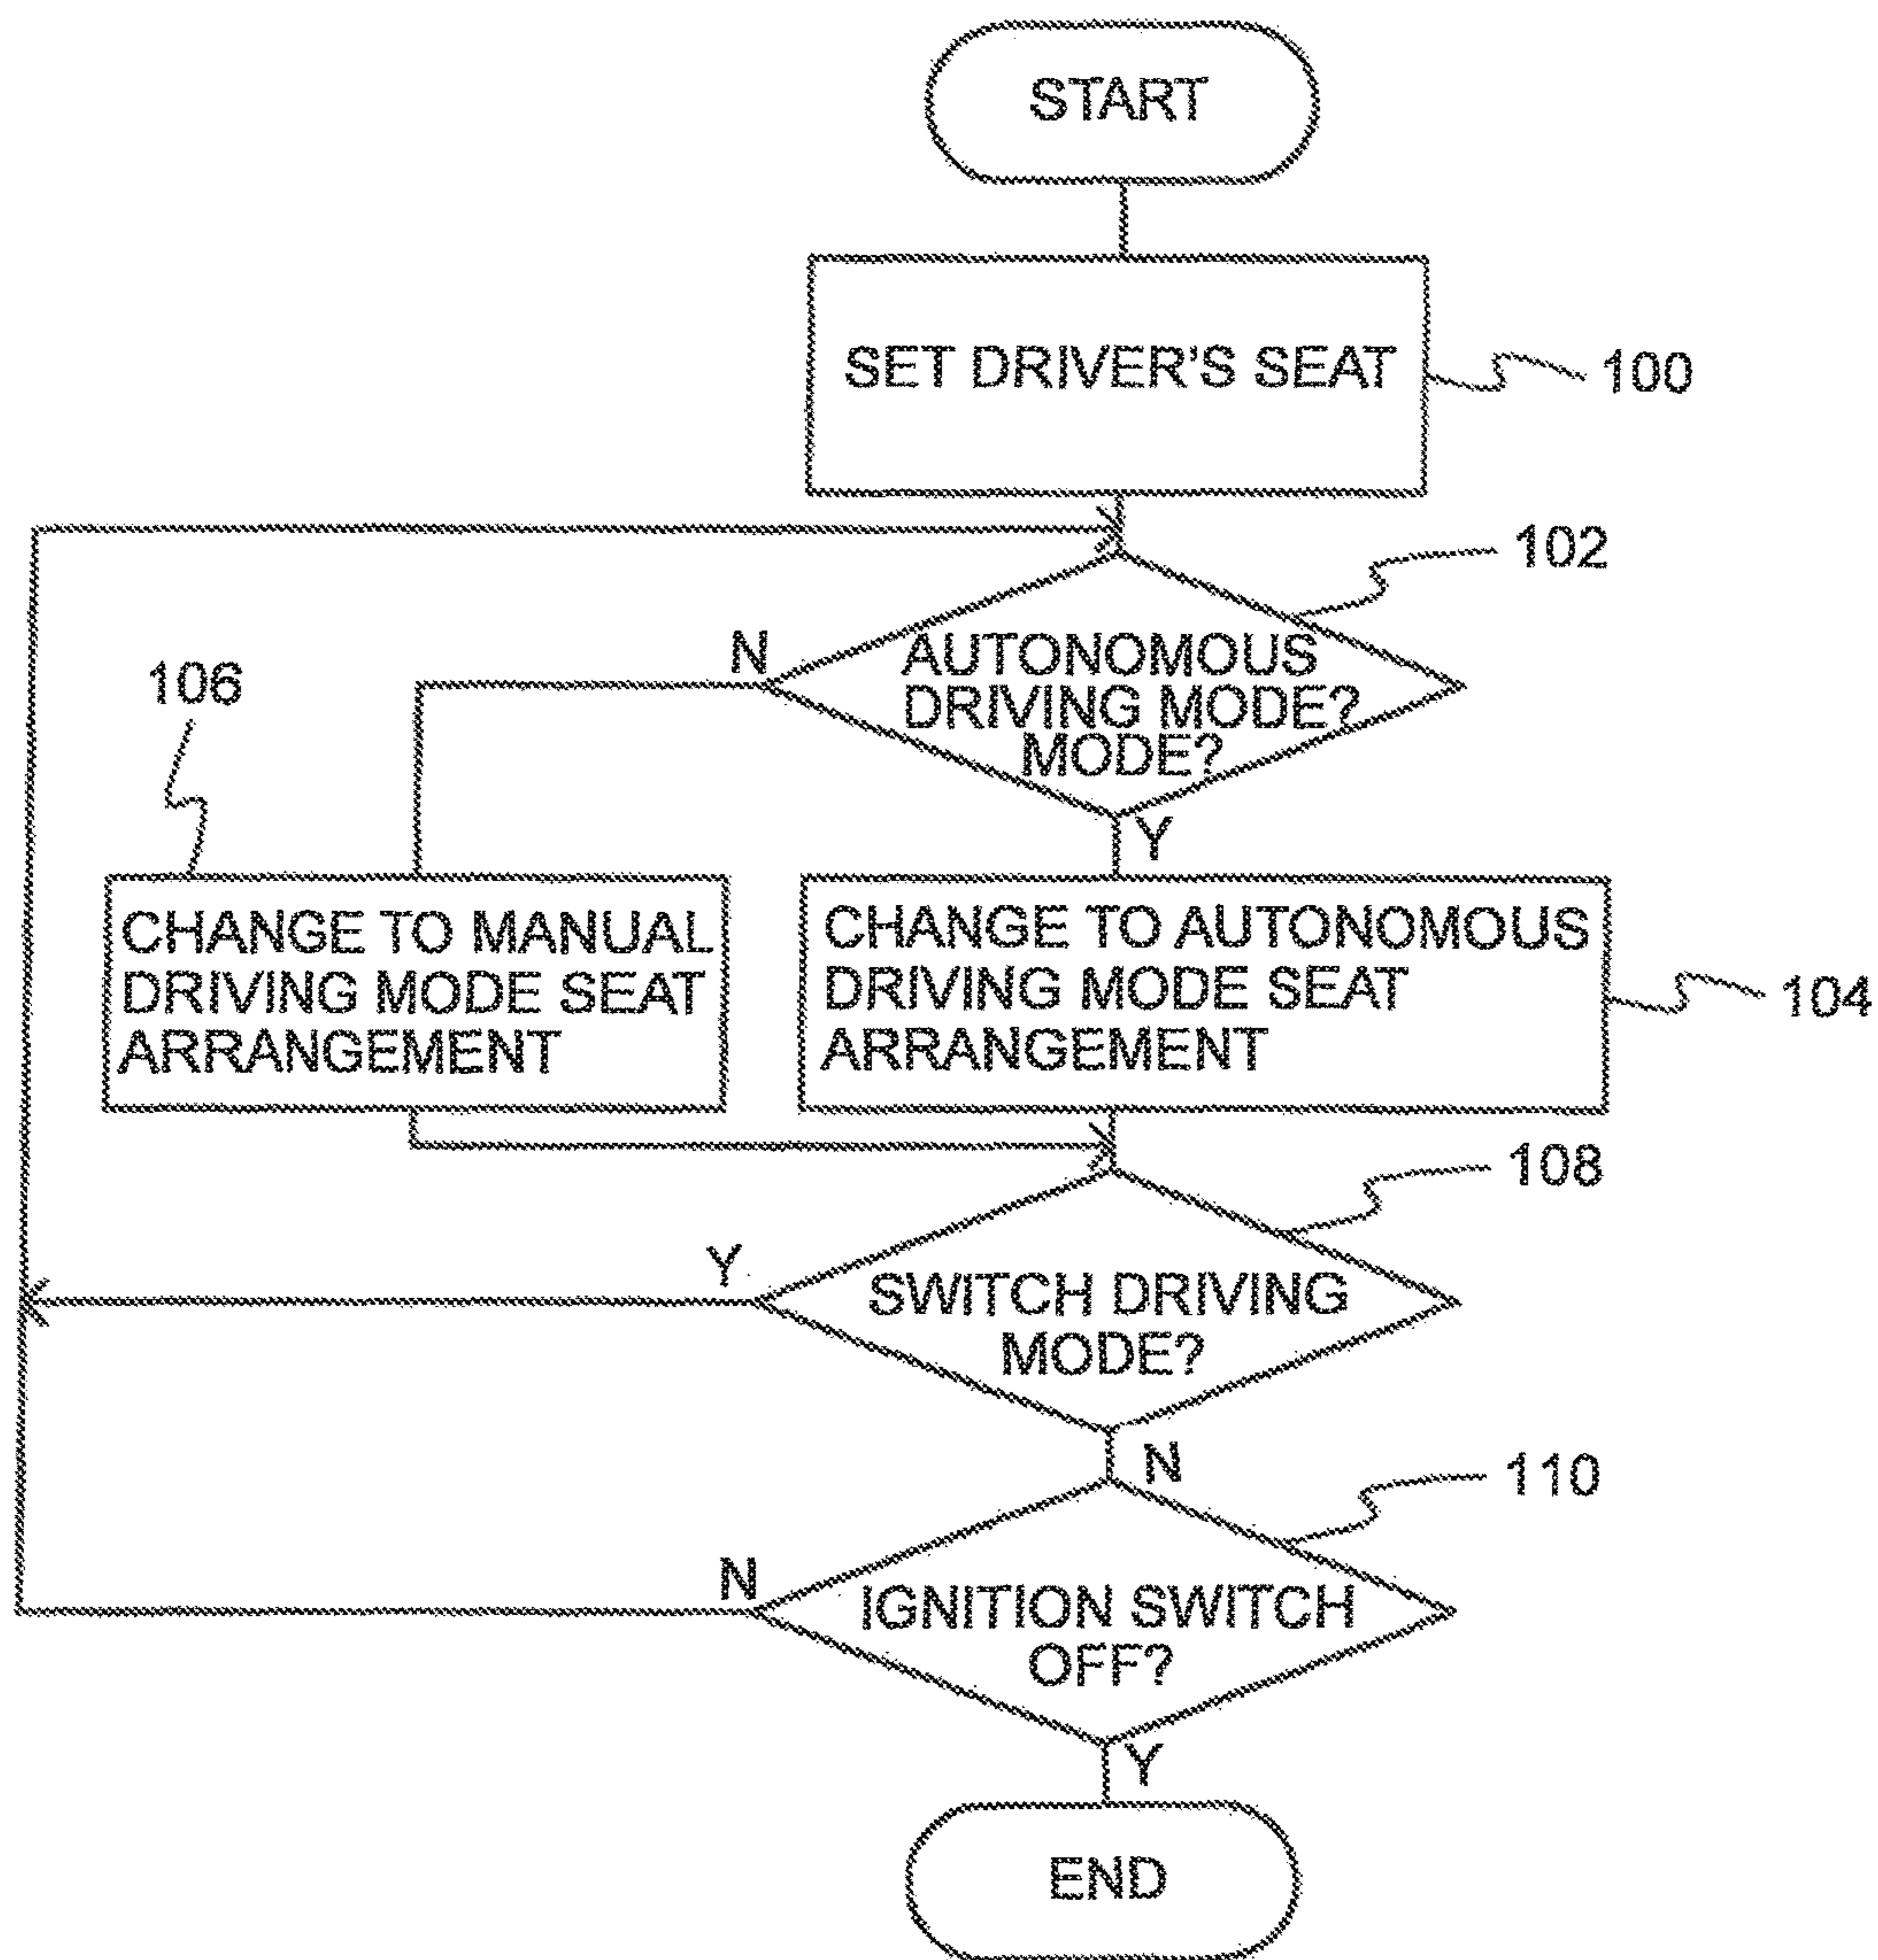 START
SET DRIVER'S SEAT
100
102
N
AUTONOMOUS
DRIVING MODE?
MODE?
106
Y
CHANGE TO MANUAL
DRIVING MODE SEAT
ARRANGEMENT
CHANGE TO AUTONOMOUS
DRIVING MODE SEAT
ARRANGEMENT
104
108
Y
SWITCH DRIVING
MODE?
N
110
N
IGNITION SWITCH
OFF?
Y
END